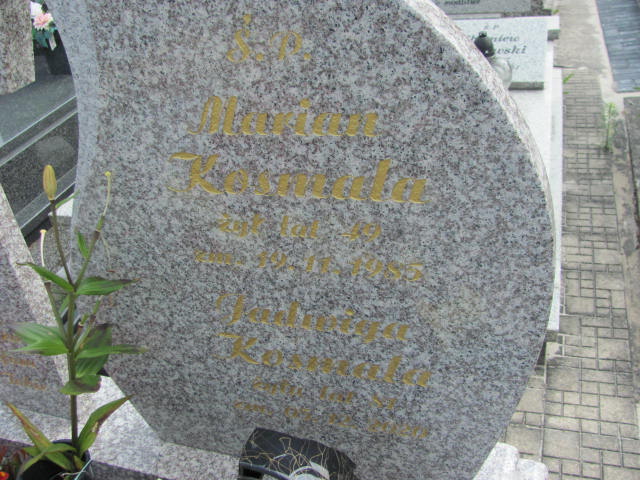 Ś.P.
Marian
Kosmala
żył lat 49
zm. 19.11.1985
Jadwiga
Kosmala
żyła lat
zm.